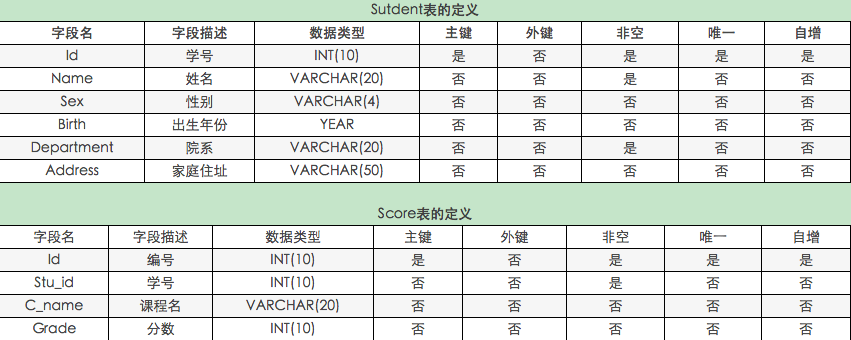 Sutdent表的定义
字段名 字段描述 数据类型 主键 外键 非空 唯一 自增
Id 学号 INT(10) 是 否 是 是 是
Name 姓名 VARCHAR(20) 否 否 是 否 否
Sex 性别 VARCHAR(4) 否 否 否 否 否
Birth 出生年份 YEAR 否 否 否 否 否
Department 院系 VARCHAR(20) 否 否 是 否 否
Address 家庭住址 VARCHAR(50) 否 否 否 否 否
Score表的定义
字段名 字段描述 数据类型 主键 外键 非空 唯一 自增
Id 编号 INT(10) 是 否 是 是 是
Stu_id 学号 INT(10) 否 否 是 否 否
C_name 课程名 VARCHAR(20) 否 否 否 否 否
Grade 分数 INT(10) 否 否 否 否 否